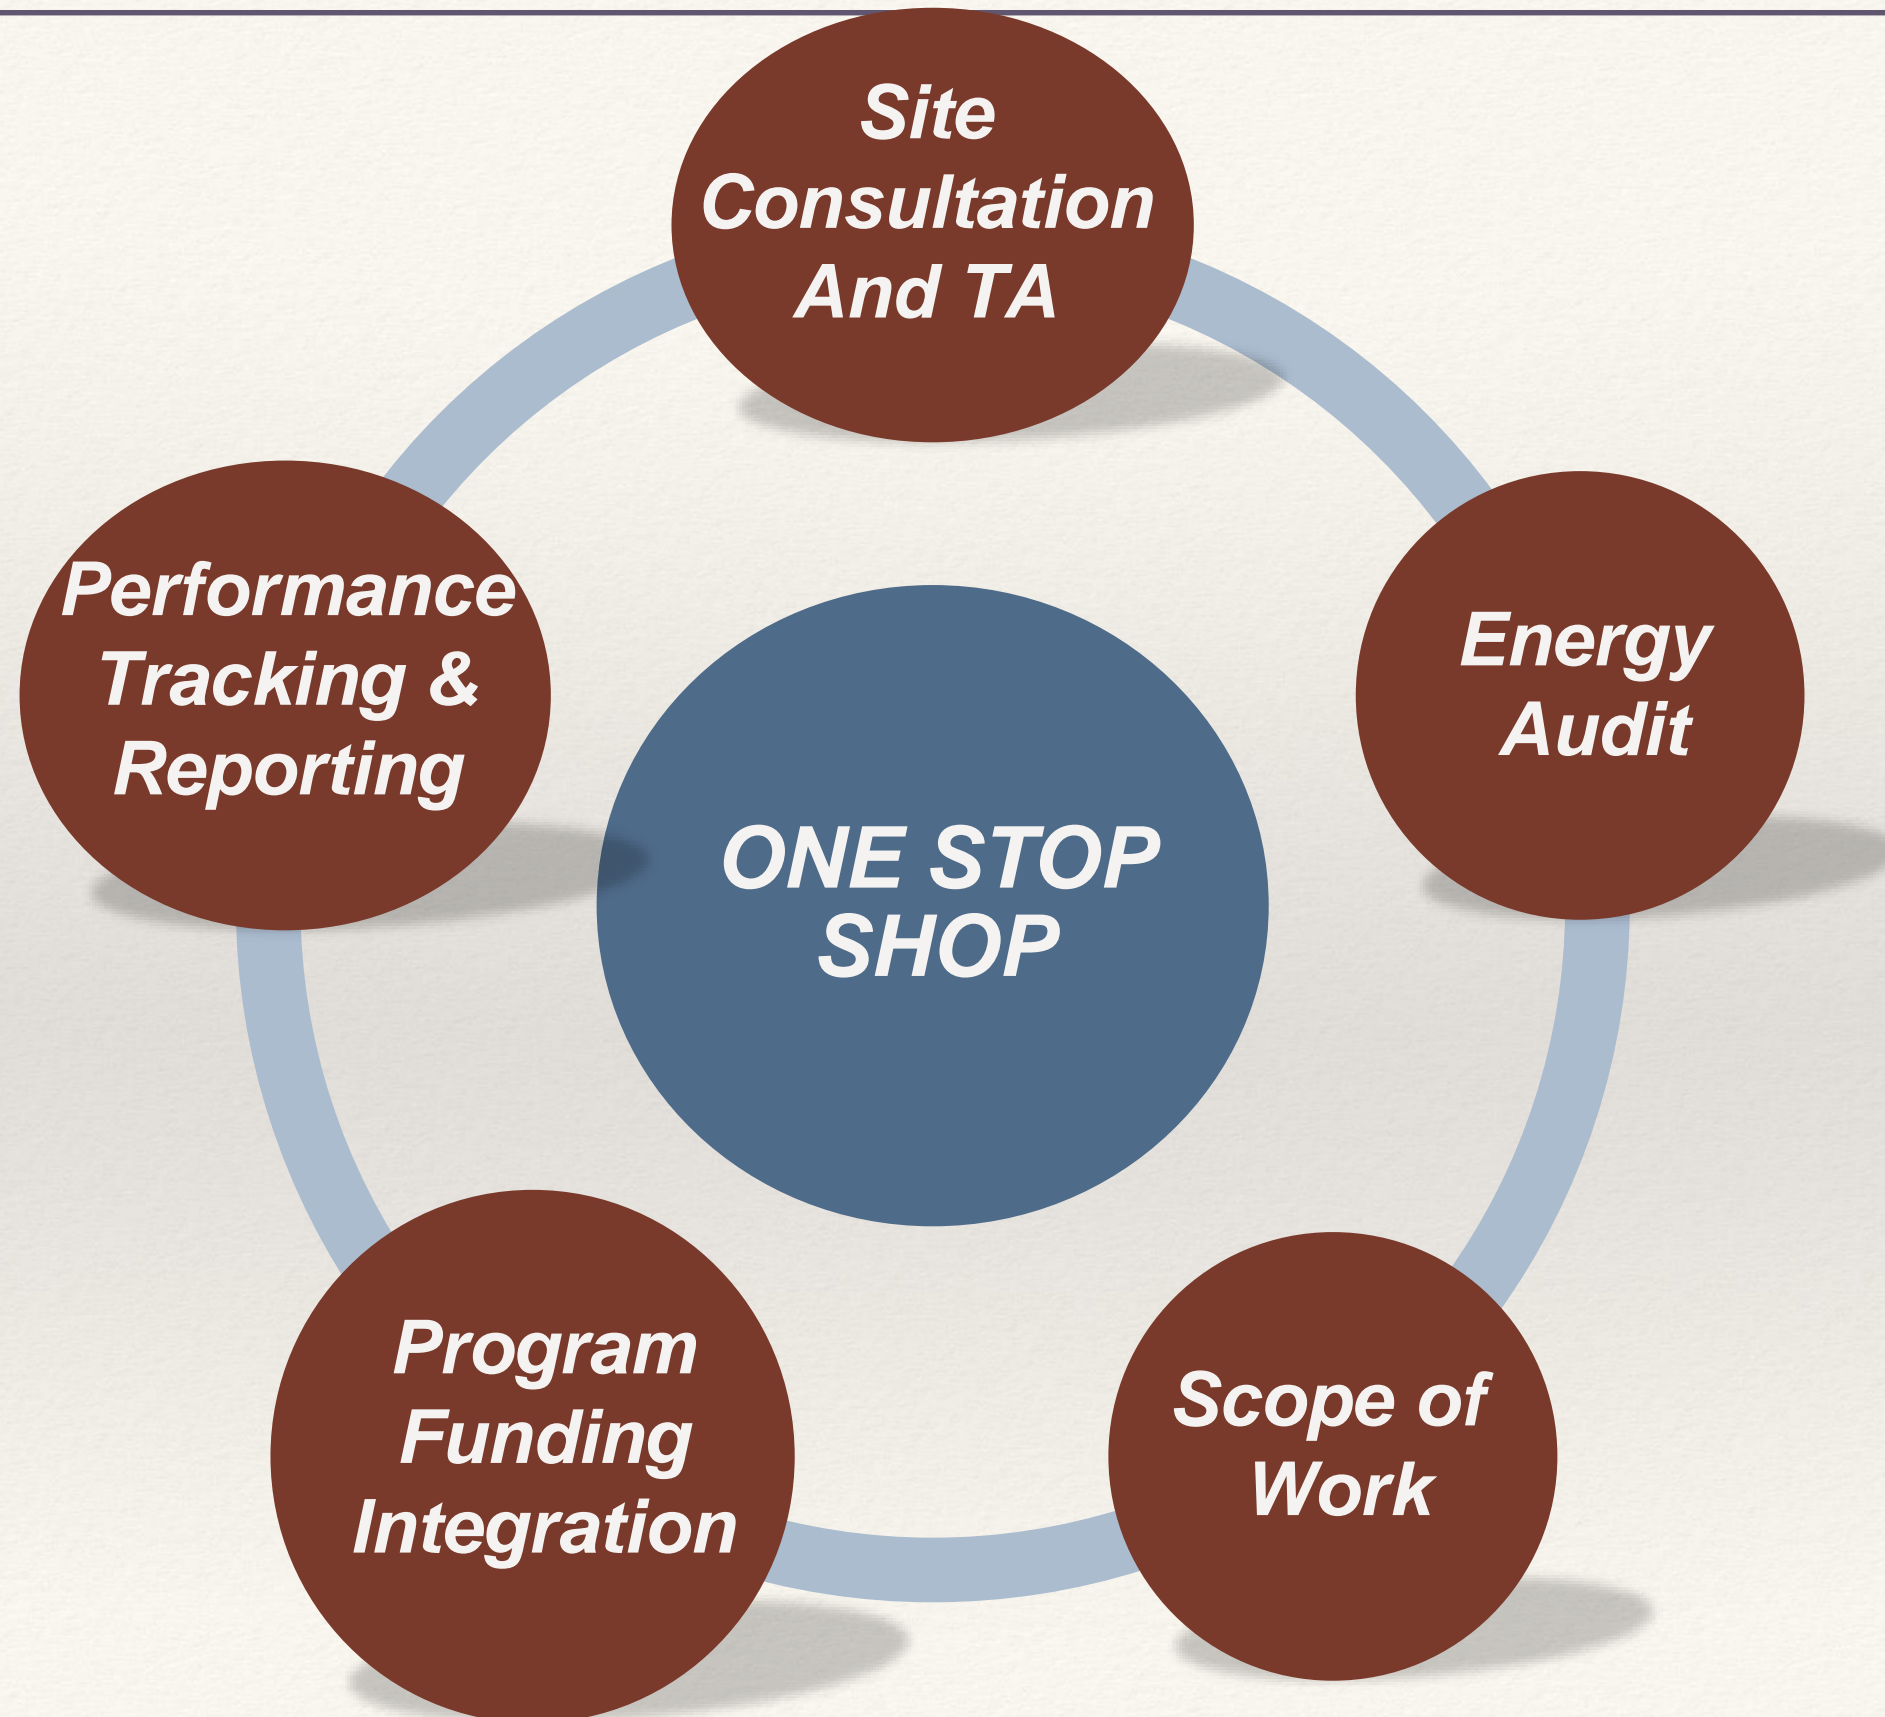 Site
Consultation
And TA
Energy
Audit
Scope of
Work
Program
Funding
Integration
Performance
Tracking &
Reporting
ONE STOP
SHOP